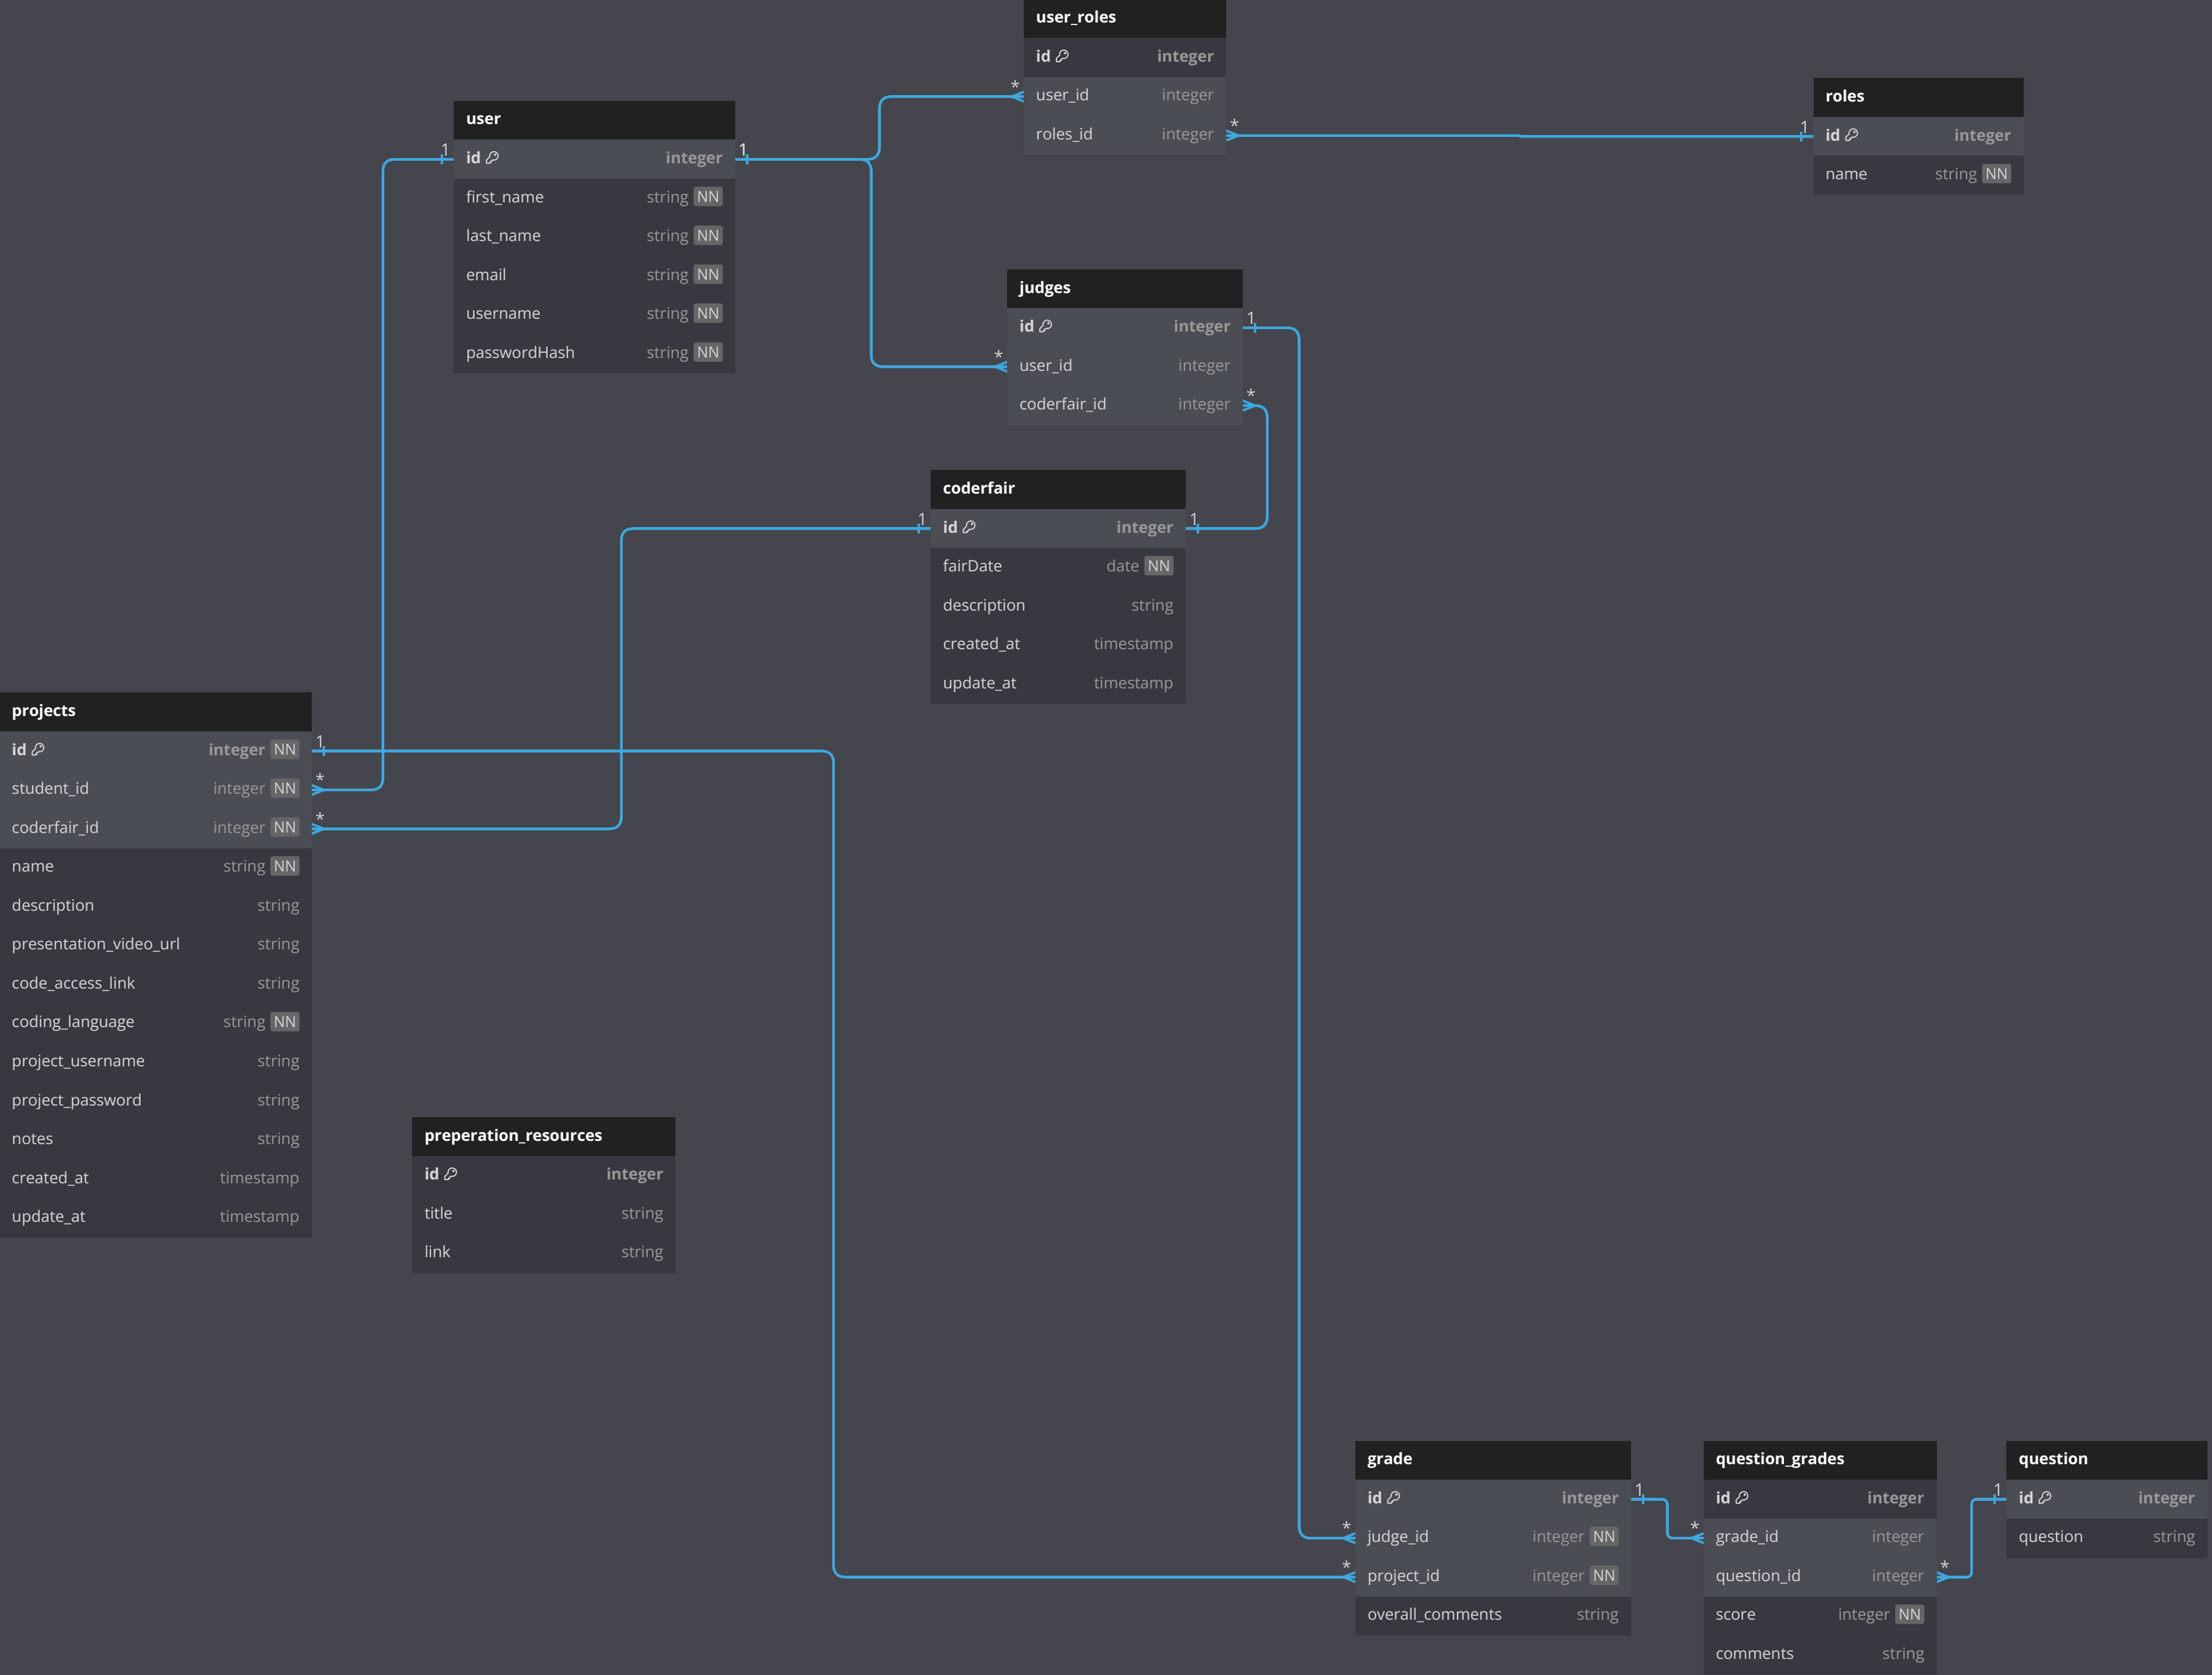 user_roles
id integer
user_id integer
roles_id integer
roles
id integer
name string NN
user
id integer
first_name string NN
last_name string NN
email string NN
username string NN
passwordHash string NN
judges
id integer
user_id integer
coderfair_id integer
coderfair
id integer
fairDate date NN
description string
created_at timestamp
update_at timestamp
projects
id integer NN
student_id integer NN
coderfair_id integer NN
name string NN
description string
presentation_video_url string
code_access_link string
coding_language string NN
project_username string
project_password string
notes string
created_at timestamp
update_at timestamp
preperation_resources
id integer
title string
link string
grade
id integer
judge_id integer NN
project_id integer NN
overall_comments string
question_grades
id integer
grade_id integer
question_id integer
score integer NN
comments string
question
id integer
question string
1
1
*
*
1
*
1
*
1
1
1
*
*
*
*
1
*
*
1